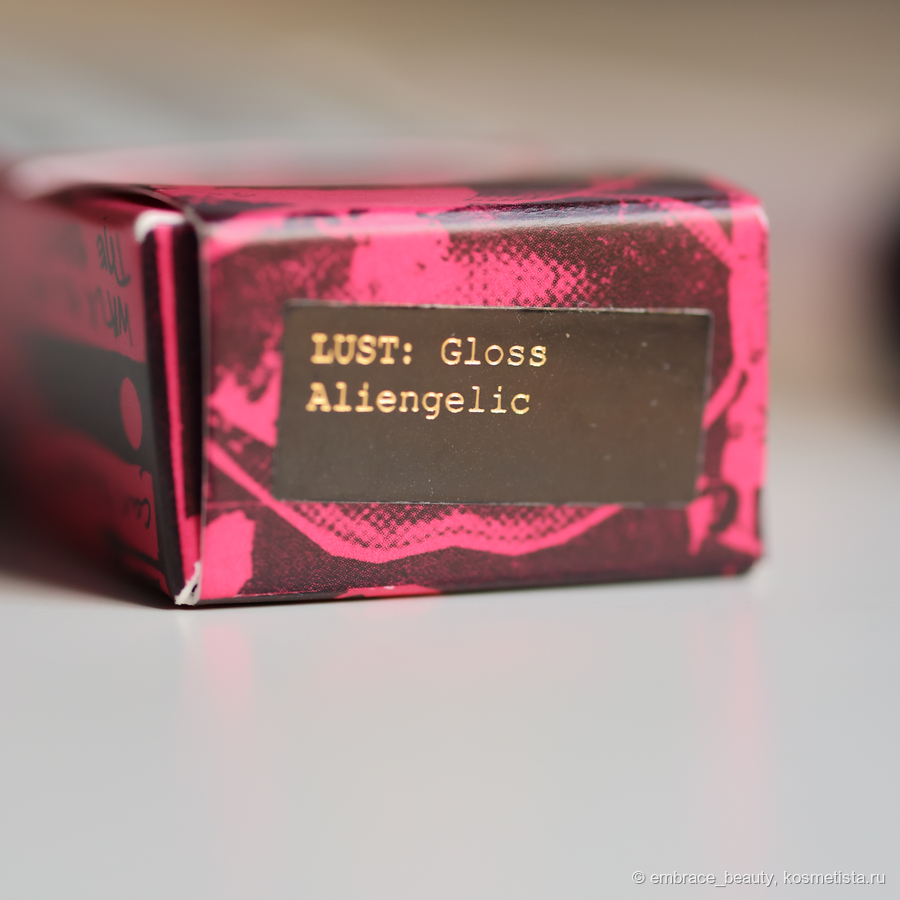 LUST: Gloss
Aliengelic
© embrace_beauty, kosmetista.ru